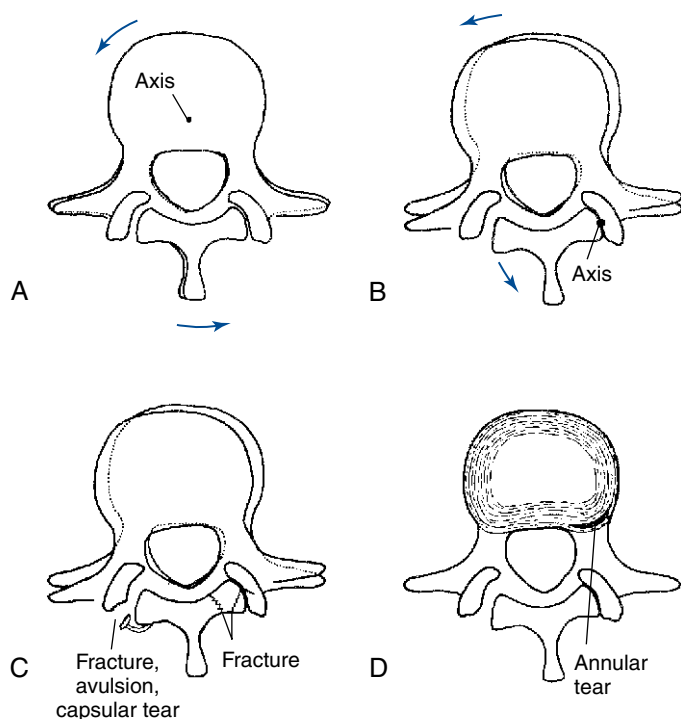 Axis
A
B
Axis
C
Fracture,
avulsion,
capsular tear
Fracture
D
Annular
tear